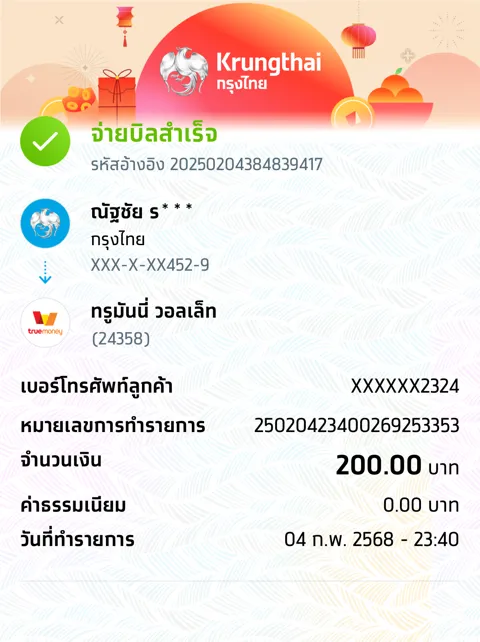 Krungthai
กรุงไทย
จ่ายบิลสำเร็จ
รหัสอ้างอิง 20250204384839417
ณัฐชัย ร***
กรุงไทย
XXX-X-XX452-9
ทรูมันนี่ วอลเล็ท
truemoney
(24358)
เบอร์โทรศัพท์ลูกค้า XXXXXX2324
หมายเลขการทำรายการ 25020423400269253353
จำนวนเงิน 200.00 บาท
ค่าธรรมเนียม 0.00 บาท
วันที่ทำรายการ 04 ก.พ. 2568 - 23:40